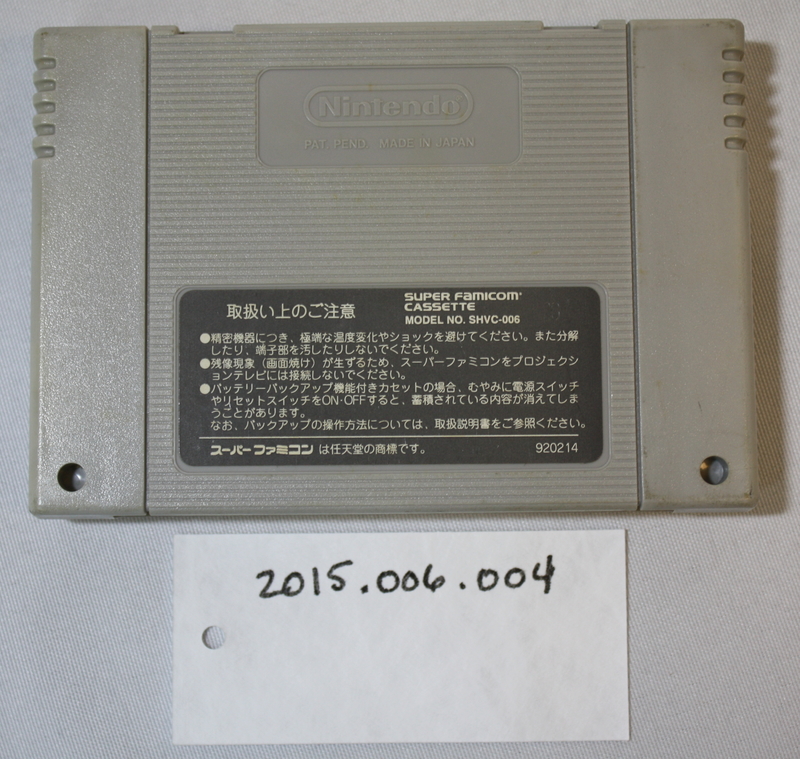 Nintendo
PAT. PEND. MADE IN JAPAN
取扱い上のご注意
SUPER FAMICOM
CASSETTE
MODEL NO. SHVC-006
●精密機器につき、極端な温度変化やショックを避けてください。また分解
したり、端子部を汚したりしないでください。
●残像現象（画面焼け）が生ずるため、スーパーファミコンをプロジェクシ
ョンテレビには接続しないでください。
●バッテリーバックアップ機能付きカセットの場合、むやみに電源スイッチ
やリセットスイッチをON・OFFすると、蓄積されている内容が消えてしま
うことがあります。
なお、バックアップの操作方法については、取扱説明書をご参照ください。
スーパーファミコンは任天堂の商標です。 920214
2015.006.004